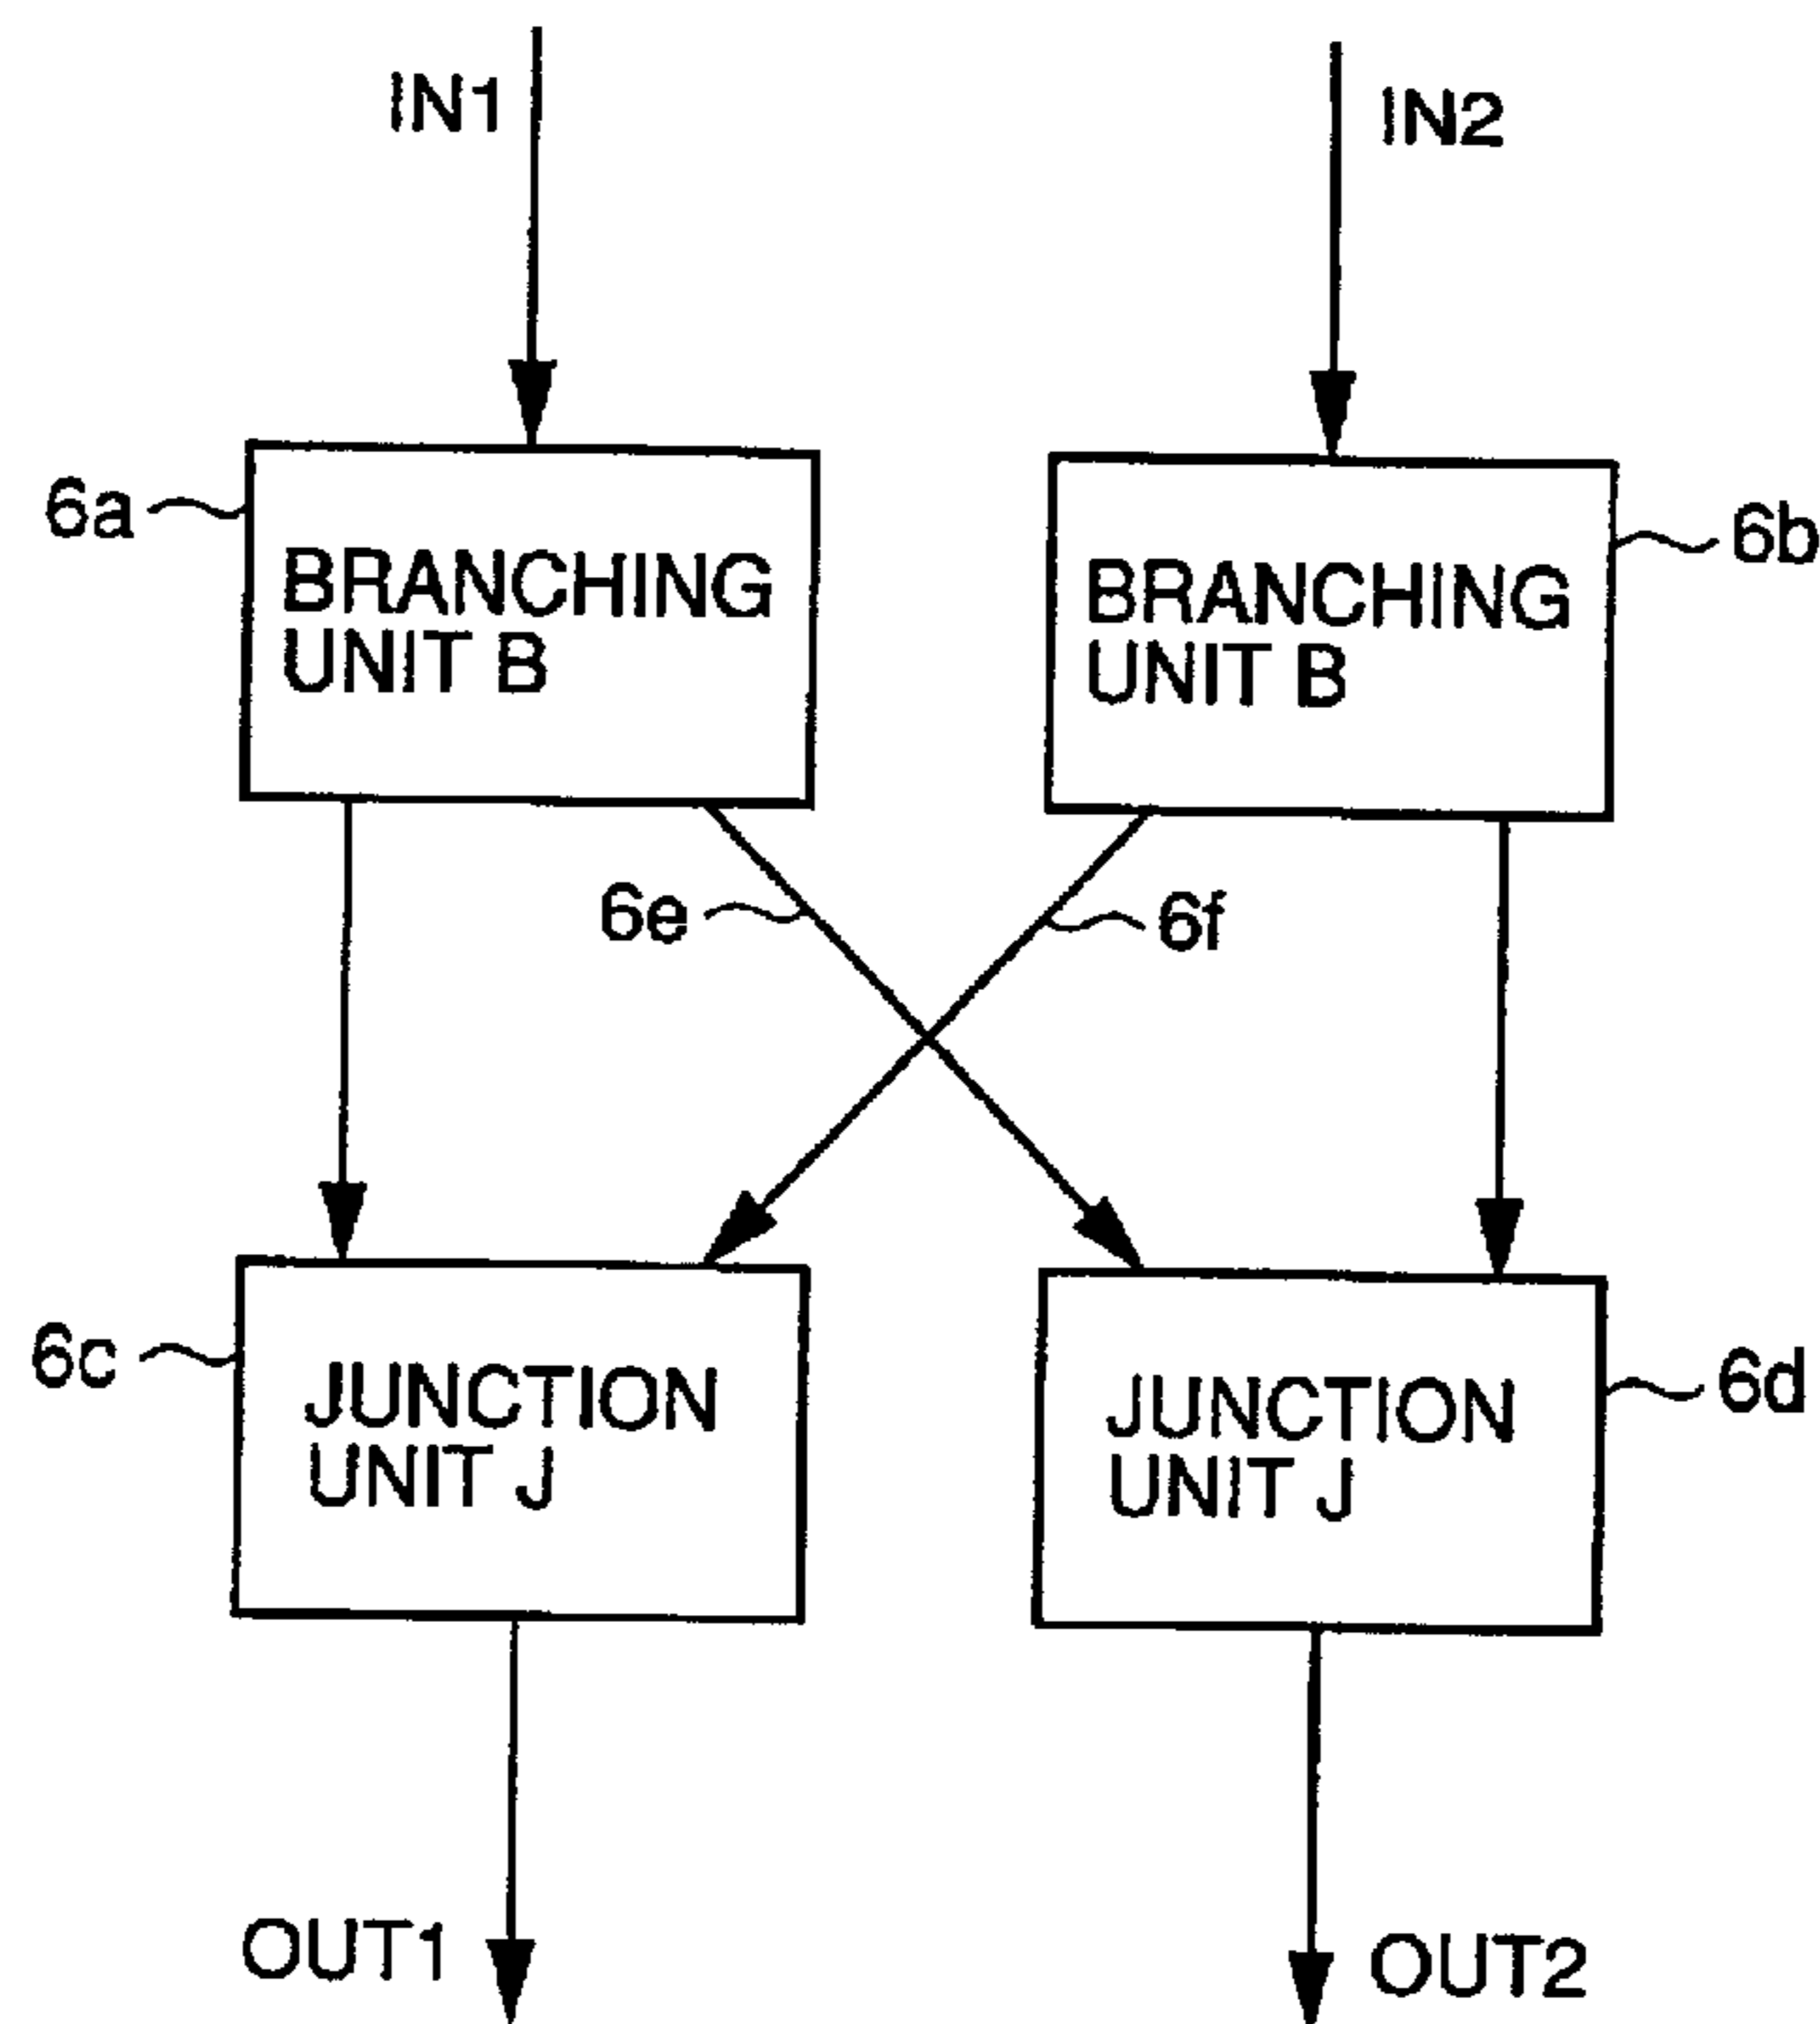 IN1
IN2
6a
BRANCHING
UNIT B
BRANCHING
UNIT B
6b
6e
6f
6c
JUNCTION
UNIT J
JUNCTION
UNIT J
6d
OUT1
OUT2